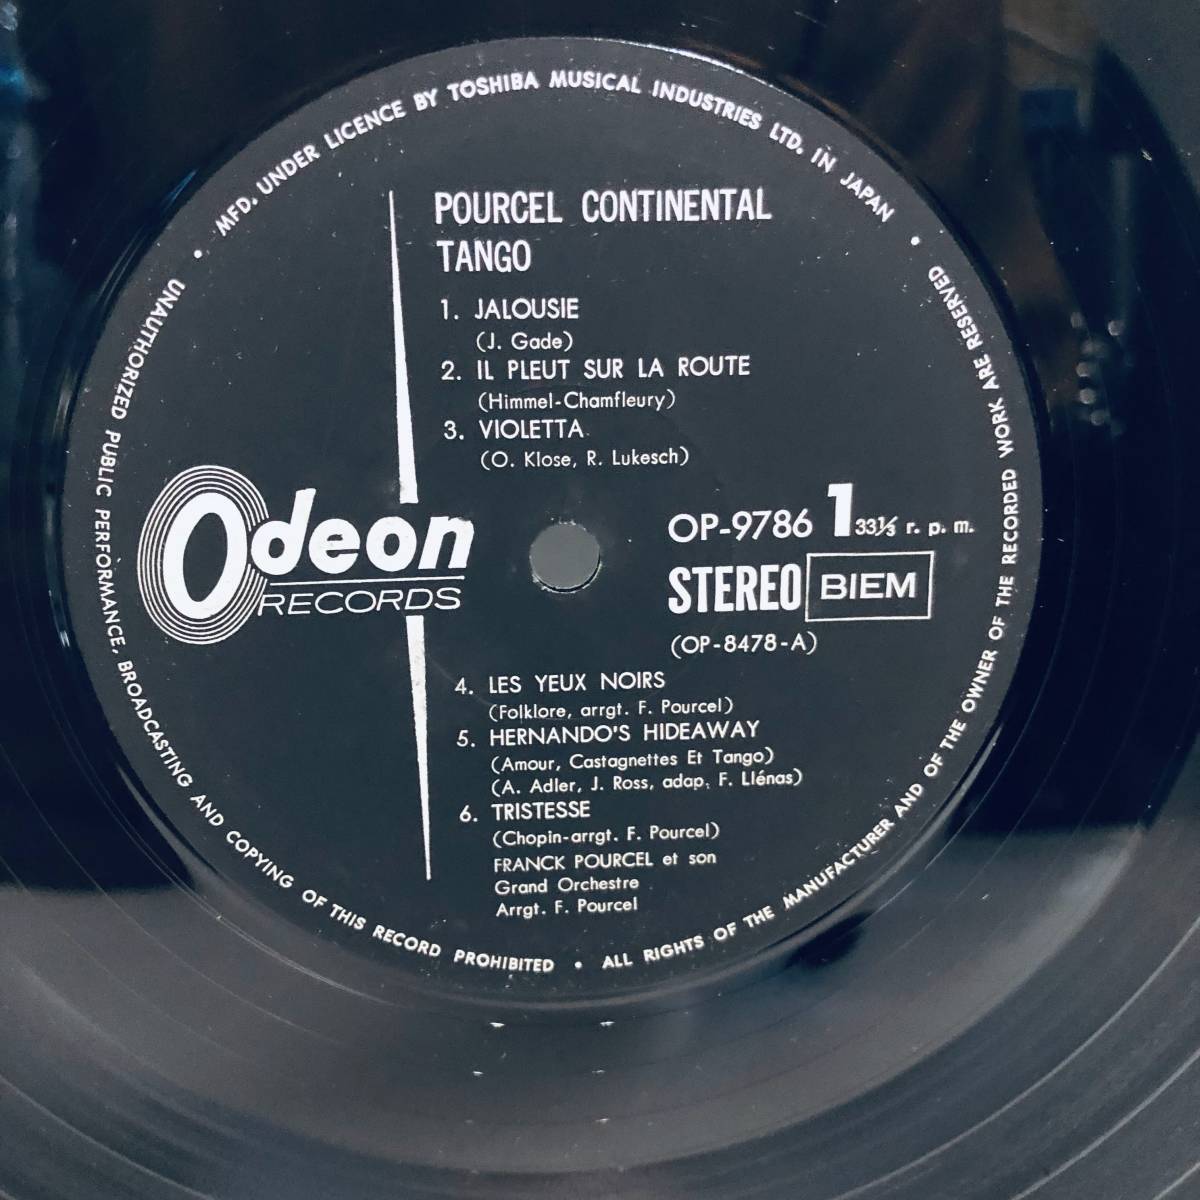 MFD. UNDER LICENCE BY TOSHIBA MUSICAL INDUSTRIES LTD. IN JAPAN •
POURCEL CONTINENTAL
TANGO
1. JALOUSIE
(J. Gade)
2. IL PLEUT SUR LA ROUTE
(Himmel-Chamfleury)
3. VIOLETTA
(O. Klose, R. Lukesch)
Odeon
RECORDS
OP-9786 1 33⅓ r. p. m.
STEREO BIEM
(OP-8478-A)
4. LES YEUX NOIRS
(Folklore, arrgt. F. Pourcel)
5. HERNANDO'S HIDEAWAY
(Amour, Castagnettes Et Tango)
(A. Adler, J. Ross, adap. F. Llénas)
6. TRISTESSE
(Chopin-arrgt. F. Pourcel)
FRANCK POURCEL et son
Grand Orchestre
Arrgt. F. Pourcel
UNAUTHORIZED PUBLIC PERFORMANCE, BROADCASTING AND COPYING OF THIS RECORD PROHIBITED •
ALL RIGHTS OF THE MANUFACTURER AND OF THE OWNER OF THE RECORDED WORK ARE RESERVED •